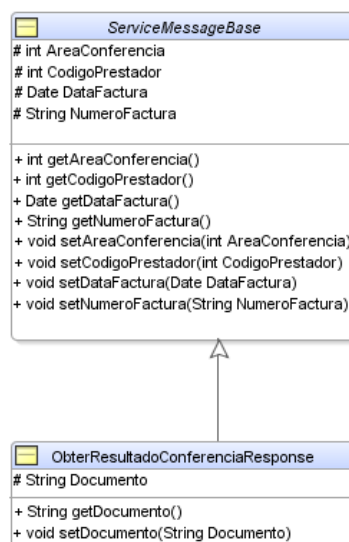 ServiceMessageBase
# int AreaConferencia
# int CodigoPrestador
# Date DataFactura
# String NumeroFactura
+ int getAreaConferencia()
+ int getCodigoPrestador()
+ Date getDataFactura()
+ String getNumeroFactura()
+ void setAreaConferencia(int AreaConferencia)
+ void setCodigoPrestador(int CodigoPrestador)
+ void setDataFactura(Date DataFactura)
+ void setNumeroFactura(String NumeroFactura)
ObterResultadoConferenciaResponse
# String Documento
+ String getDocumento()
+ void setDocumento(String Documento)